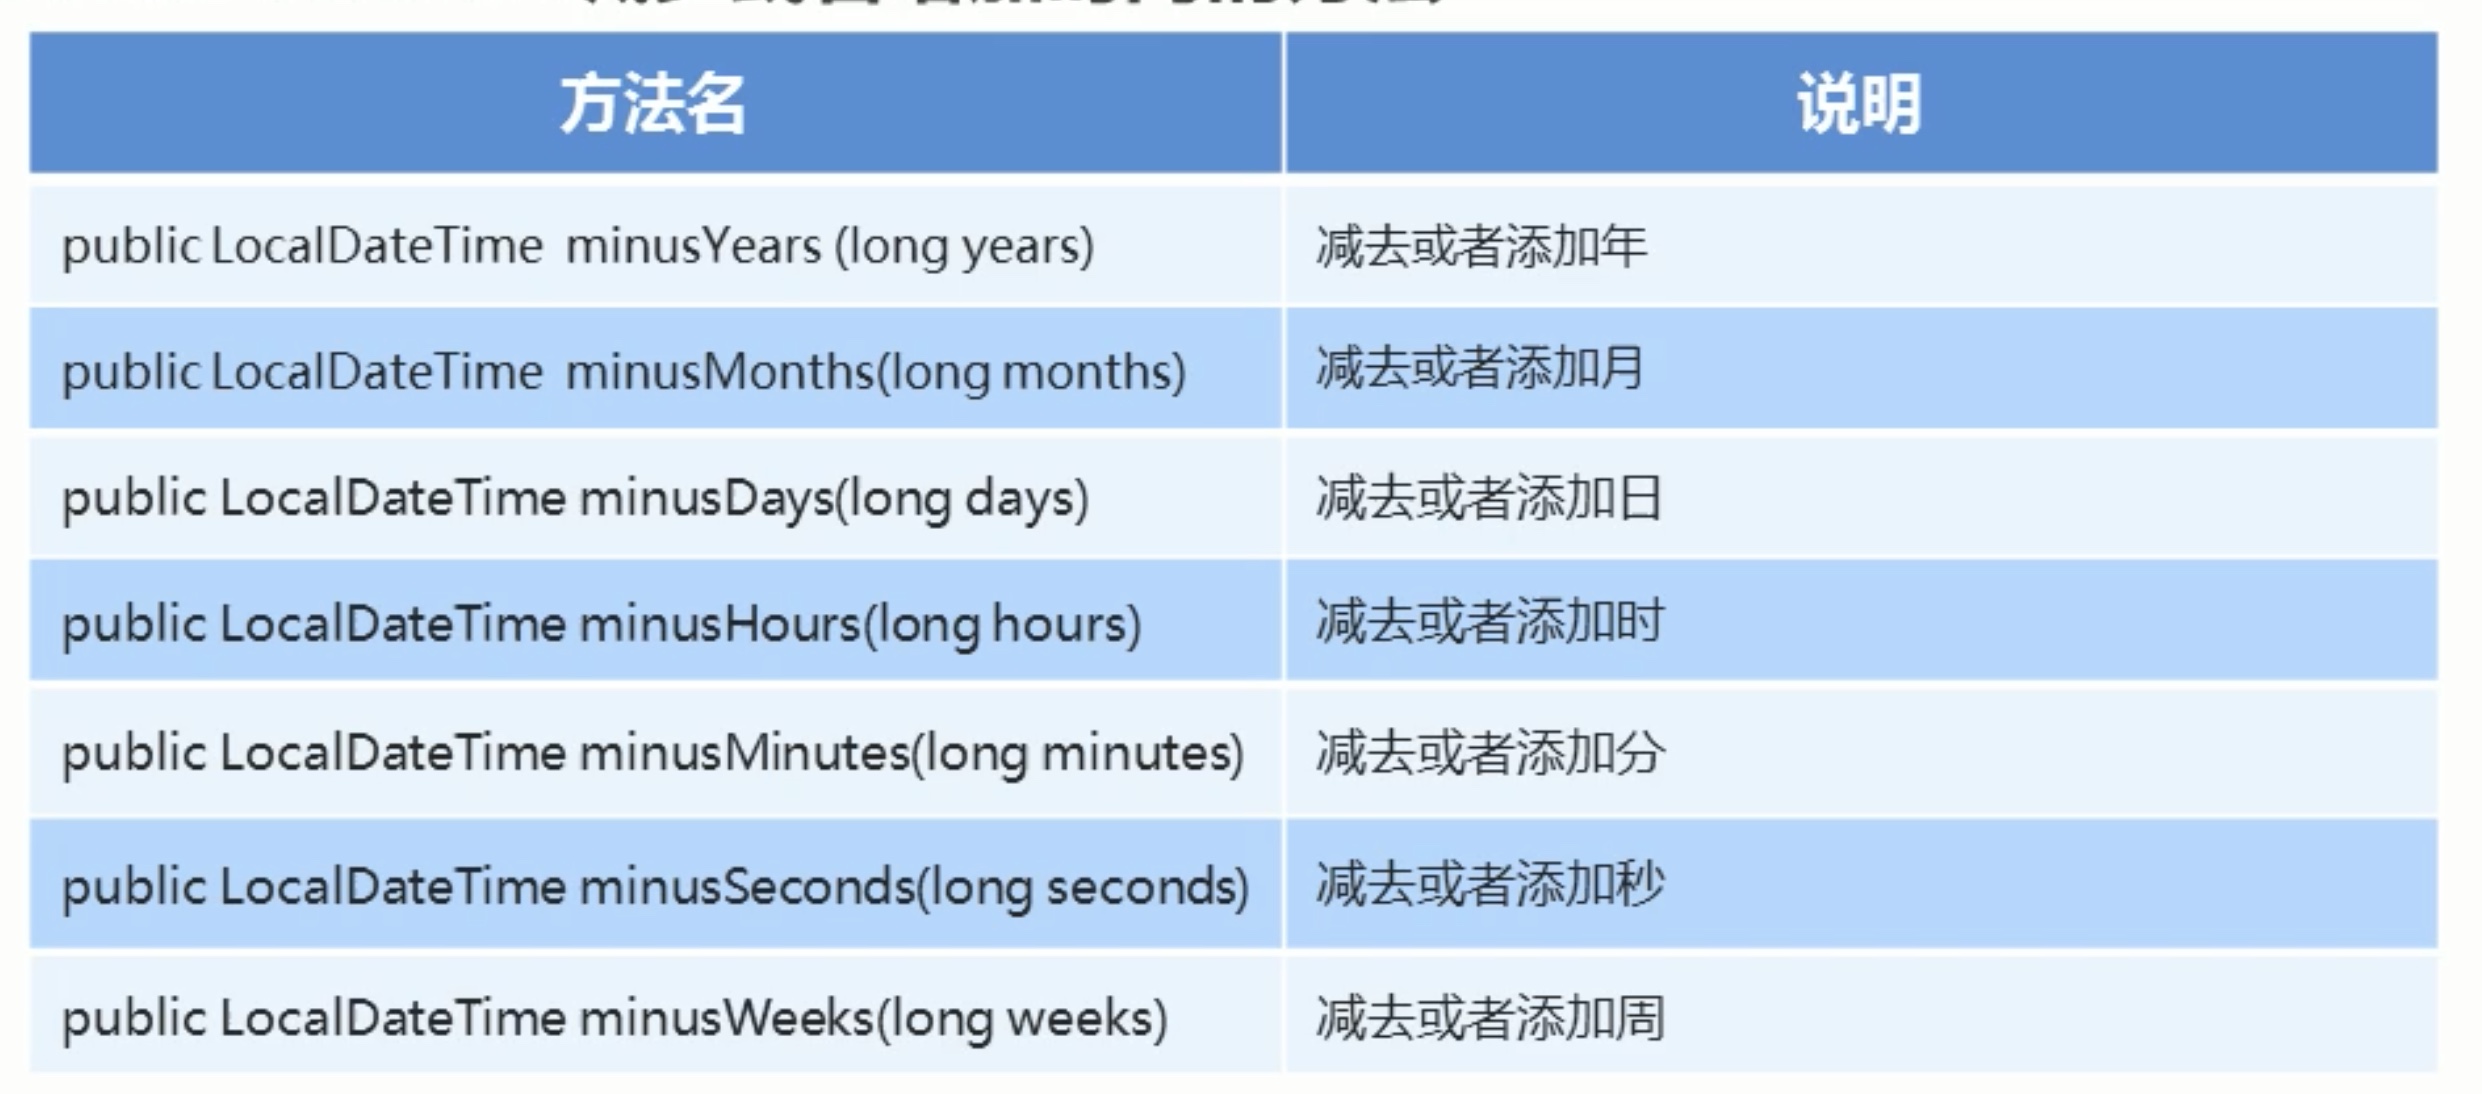 方法名 说明
public LocalDateTime minusYears (long years) 减去或者添加年
public LocalDateTime minusMonths(long months) 减去或者添加月
public LocalDateTime minusDays(long days) 减去或者添加日
public LocalDateTime minusHours(long hours) 减去或者添加时
public LocalDateTime minusMinutes(long minutes) 减去或者添加分
public LocalDateTime minusSeconds(long seconds) 减去或者添加秒
public LocalDateTime minusWeeks(long weeks) 减去或者添加周